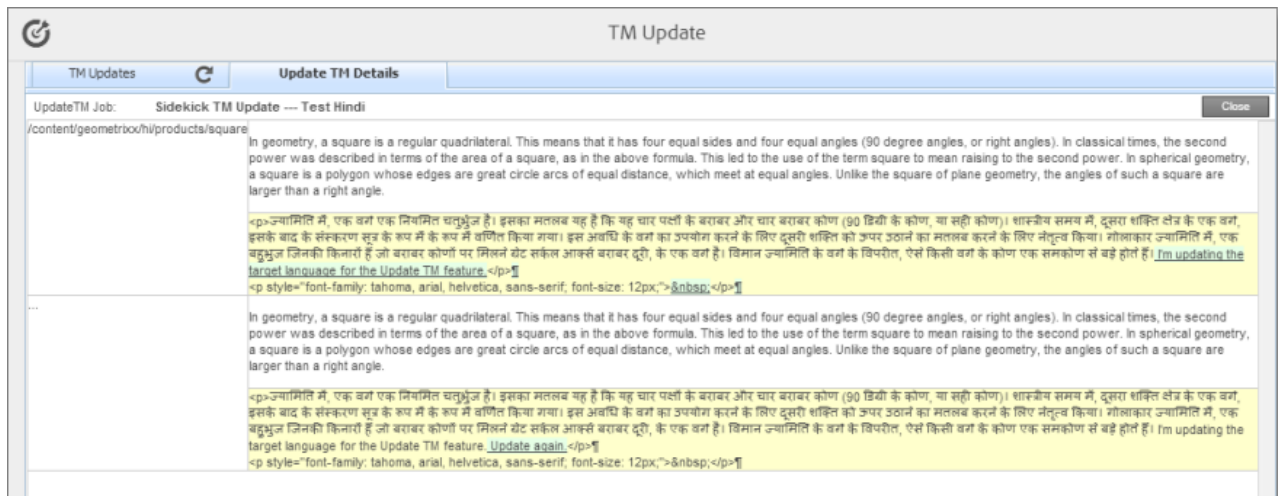 TM Update
TM Updates
Update TM Details
UpdateTM Job: Sidekick TM Update --- Test Hindi
Close
/content/geometrixx/hi/products/square
In geometry, a square is a regular quadrilateral. This means that it has four equal sides and four equal angles (90 degree angles, or right angles). In classical times, the second
power was described in terms of the area of a square, as in the above formula. This led to the use of the term square to mean raising to the second power. In spherical geometry,
a square is a polygon whose edges are great circle arcs of equal distance, which meet at equal angles. Unlike the square of plane geometry, the angles of such a square are
larger than a right angle.
<p>ज्यामिति में, एक वर्ग एक नियमित चतुर्भुज है। इसका मतलब यह है कि यह चार पक्षों के बराबर और चार बराबर कोण (90 डिग्री के कोण, या सही कोण)। शास्त्रीय समय में, दूसरा शक्ति क्षेत्र के एक वर्ग,
इसके बाद के संस्करण सूत्र के रूप में के रूप में वर्णित किया गया। इस अवधि के वर्ग का उपयोग करने के लिए दूसरी शक्ति को ऊपर उठाने का मतलब करने के लिए नेतृत्व किया। गोलाकार ज्यामिति में, एक
बहुभुज जिनकी किनारों हैं जो बराबर कोणों पर मिलने ग्रेट सर्कल आर्क्स बराबर दूरी, के एक वर्ग है। विमान ज्यामिति के वर्ग के विपरीत, ऐसे किसी वर्ग के कोण एक समकोण से बड़े होते हैं। I'm updating the
target language for the Update TM feature.</p>¶
<p style="font-family: tahoma, arial, helvetica, sans-serif; font-size: 12px;">&nbsp;</p>¶
...
In geometry, a square is a regular quadrilateral. This means that it has four equal sides and four equal angles (90 degree angles, or right angles). In classical times, the second
power was described in terms of the area of a square, as in the above formula. This led to the use of the term square to mean raising to the second power. In spherical geometry,
a square is a polygon whose edges are great circle arcs of equal distance, which meet at equal angles. Unlike the square of plane geometry, the angles of such a square are
larger than a right angle.
<p>ज्यामिति में, एक वर्ग एक नियमित चतुर्भुज है। इसका मतलब यह है कि यह चार पक्षों के बराबर और चार बराबर कोण (90 डिग्री के कोण, या सही कोण)। शास्त्रीय समय में, दूसरा शक्ति क्षेत्र के एक वर्ग,
इसके बाद के संस्करण सूत्र के रूप में के रूप में वर्णित किया गया। इस अवधि के वर्ग का उपयोग करने के लिए दूसरी शक्ति को ऊपर उठाने का मतलब करने के लिए नेतृत्व किया। गोलाकार ज्यामिति में, एक
बहुभुज जिनकी किनारों हैं जो बराबर कोणों पर मिलने ग्रेट सर्कल आर्क्स बराबर दूरी, के एक वर्ग है। विमान ज्यामिति के वर्ग के विपरीत, ऐसे किसी वर्ग के कोण एक समकोण से बड़े होते हैं। I'm updating the
target language for the Update TM feature. Update again.</p>¶
<p style="font-family: tahoma, arial, helvetica, sans-serif; font-size: 12px;">&nbsp;</p>¶